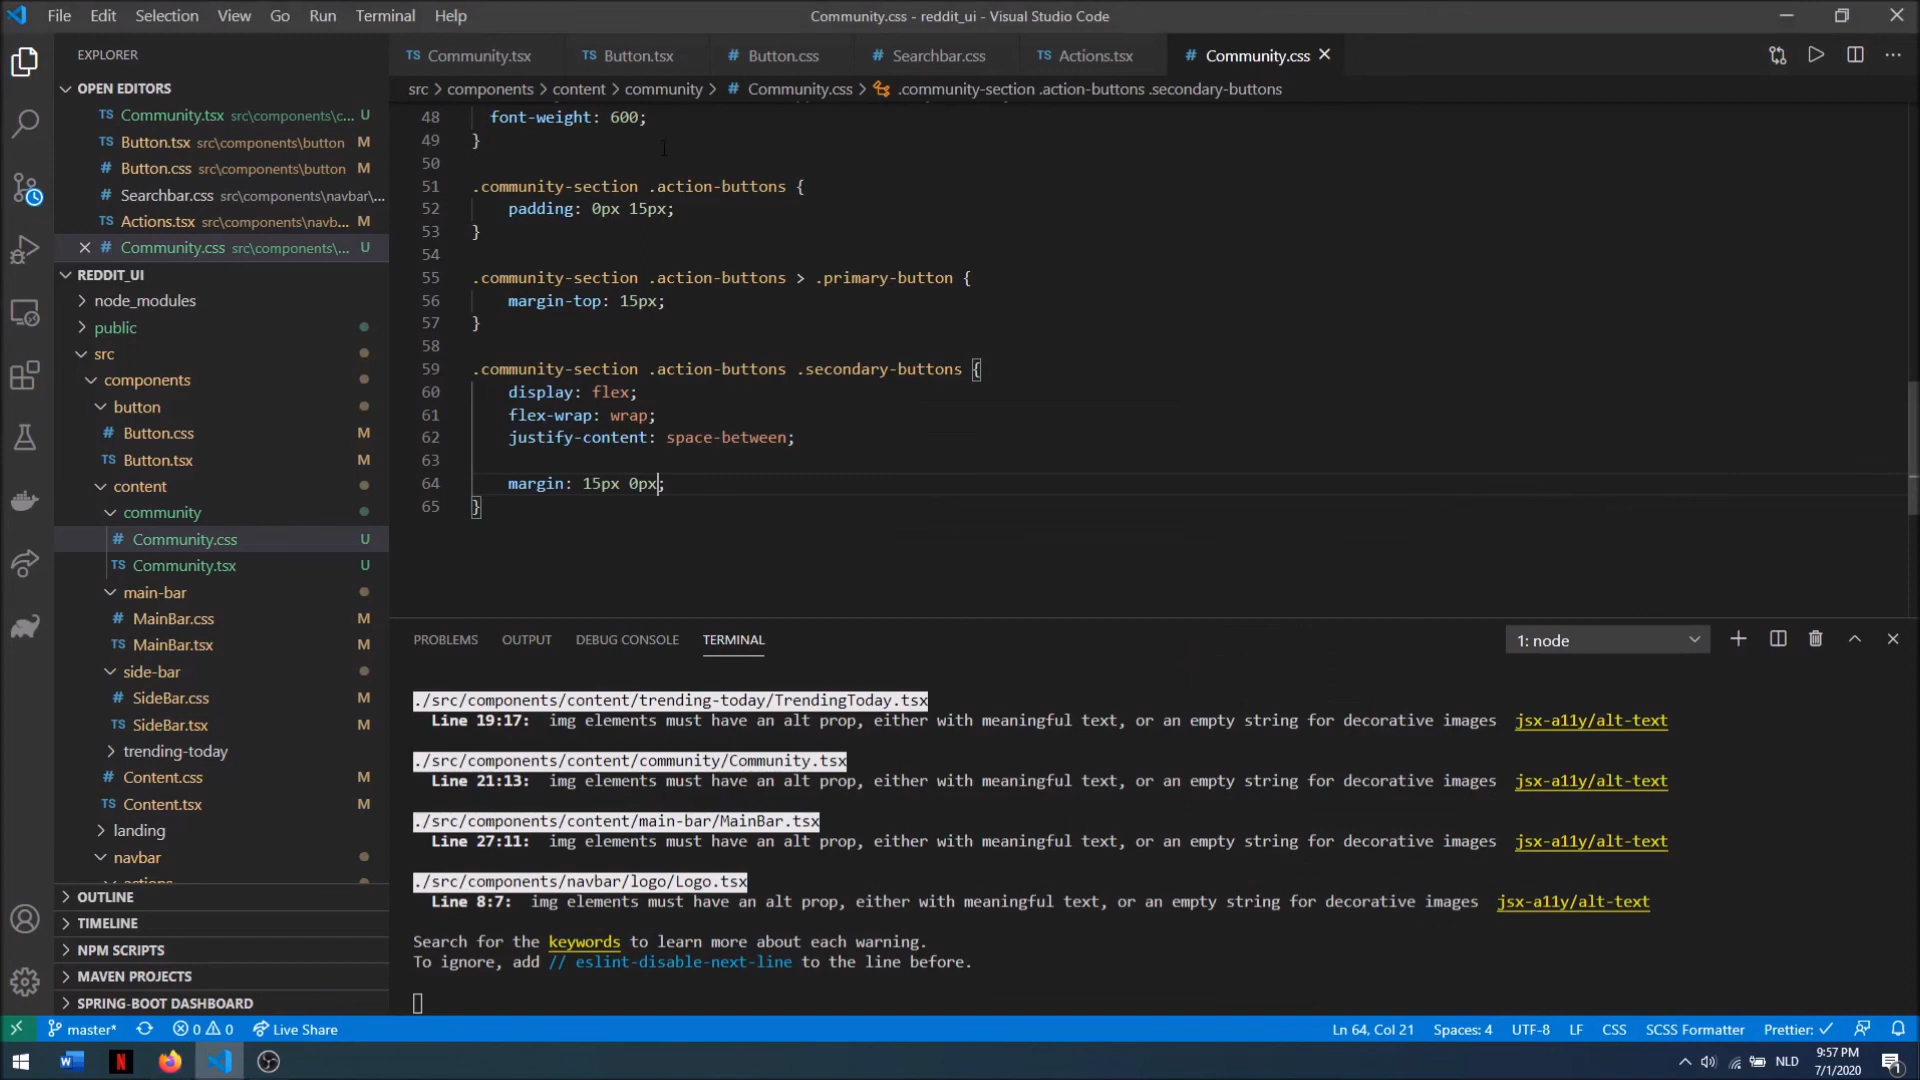 File Edit Selection View Go Run Terminal Help
Community.css - reddit_ui - Visual Studio Code
EXPLORER
OPEN EDITORS
TS Community.tsx src\components\c... U
TS Button.tsx src\components\button M
# Button.css src\components\button M
# Searchbar.css src\components\navbar\...
TS Actions.tsx src\components\navb... M
# Community.css src\components\... U
REDDIT_UI
node_modules
public
src
components
button
# Button.css M
TS Button.tsx M
content
community
# Community.css U
TS Community.tsx U
main-bar
# MainBar.css M
TS MainBar.tsx M
side-bar
# SideBar.css M
TS SideBar.tsx M
trending-today
# Content.css M
TS Content.tsx M
landing
navbar
actions
OUTLINE
TIMELINE
NPM SCRIPTS
MAVEN PROJECTS
SPRING-BOOT DASHBOARD
TS Community.tsx TS Button.tsx # Button.css # Searchbar.css TS Actions.tsx # Community.css
src > components > content > community > # Community.css > .community-section .action-buttons .secondary-buttons
48 font-weight: 600;
49 }
50
51 .community-section .action-buttons {
52 padding: 0px 15px;
53 }
54
55 .community-section .action-buttons > .primary-button {
56 margin-top: 15px;
57 }
58
59 .community-section .action-buttons .secondary-buttons {
60 display: flex;
61 flex-wrap: wrap;
62 justify-content: space-between;
63
64 margin: 15px 0px;
65 }
PROBLEMS OUTPUT DEBUG CONSOLE TERMINAL 1: node
./src/components/content/trending-today/TrendingToday.tsx
Line 19:17: img elements must have an alt prop, either with meaningful text, or an empty string for decorative images jsx-a11y/alt-text
./src/components/content/community/Community.tsx
Line 21:13: img elements must have an alt prop, either with meaningful text, or an empty string for decorative images jsx-a11y/alt-text
./src/components/content/main-bar/MainBar.tsx
Line 27:11: img elements must have an alt prop, either with meaningful text, or an empty string for decorative images jsx-a11y/alt-text
./src/components/navbar/logo/Logo.tsx
Line 8:7: img elements must have an alt prop, either with meaningful text, or an empty string for decorative images jsx-a11y/alt-text
Search for the keywords to learn more about each warning.
To ignore, add // eslint-disable-next-line to the line before.
master* 0 0 Live Share Ln 64, Col 21 Spaces: 4 UTF-8 LF CSS SCSS Formatter Prettier: ✓
W N NLD 9:57 PM
7/1/2020 1